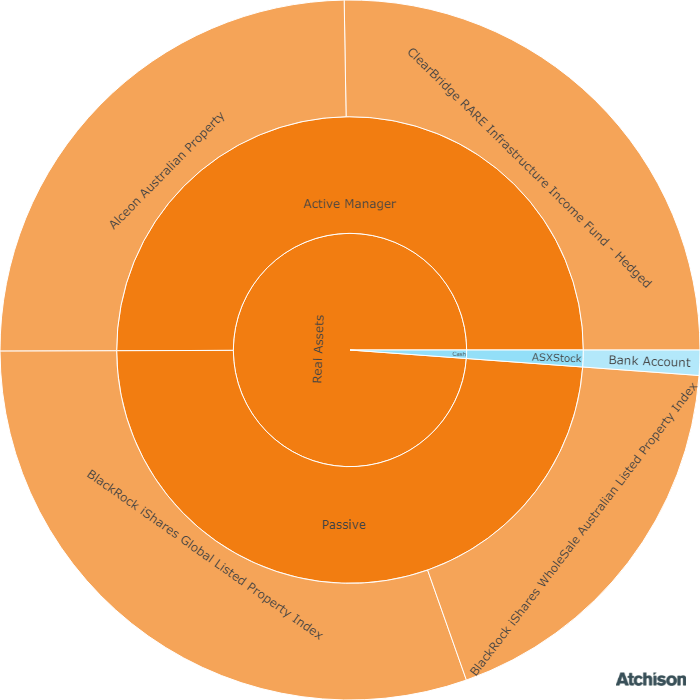 ClearBridge RARE Infrastructure Income Fund - Hedged
Alceon Australian Property
Active Manager
Real Assets
Cash
ASXStock
Bank Account
BlackRock iShares WholeSale Australian Listed Property Index
BlackRock iShares Global Listed Property Index
Passive
Atchison